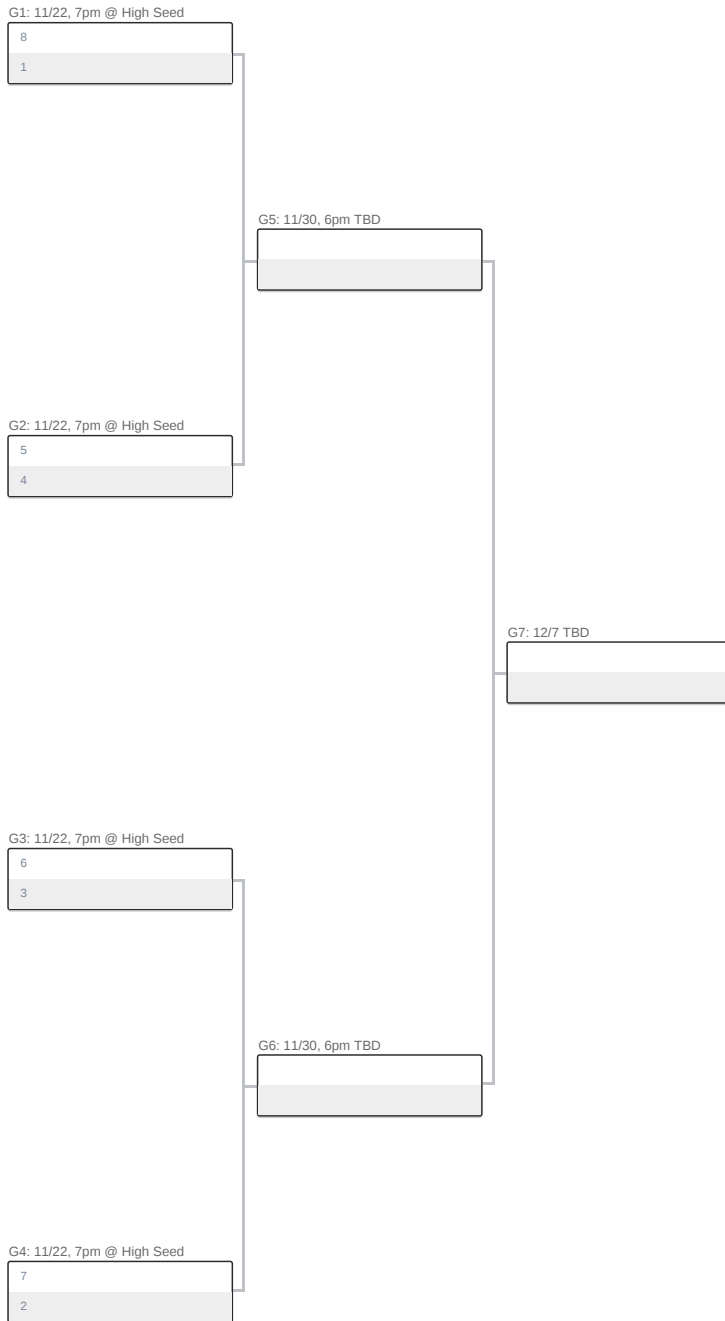 G1: 11/22, 7pm @ High Seed
8
1
G5: 11/30, 6pm TBD
G2: 11/22, 7pm @ High Seed
5
4
G7: 12/7 TBD
G3: 11/22, 7pm @ High Seed
6
3
G6: 11/30, 6pm TBD
G4: 11/22, 7pm @ High Seed
7
2